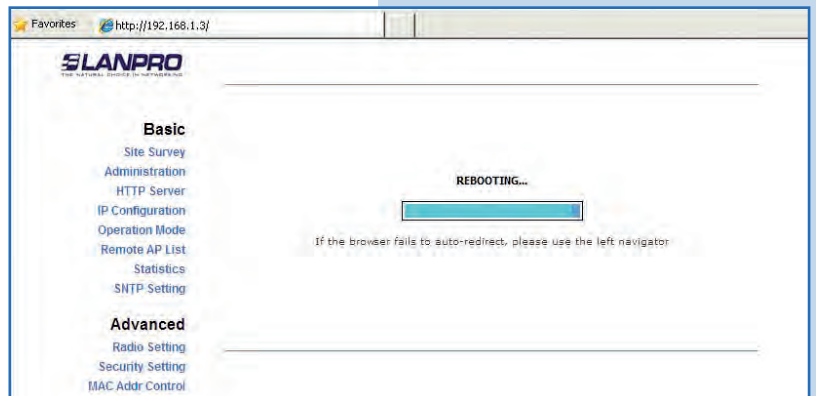 Favorites http://192.168.1.3/
LANPRO
THE NATURAL CHOICE IN NETWORKING
Basic
Site Survey
Administration
HTTP Server
IP Configuration
Operation Mode
Remote AP List
Statistics
SNTP Setting
Advanced
Radio Setting
Security Setting
MAC Addr Control
REBOOTING...
If the browser fails to auto-redirect, please use the left navigator